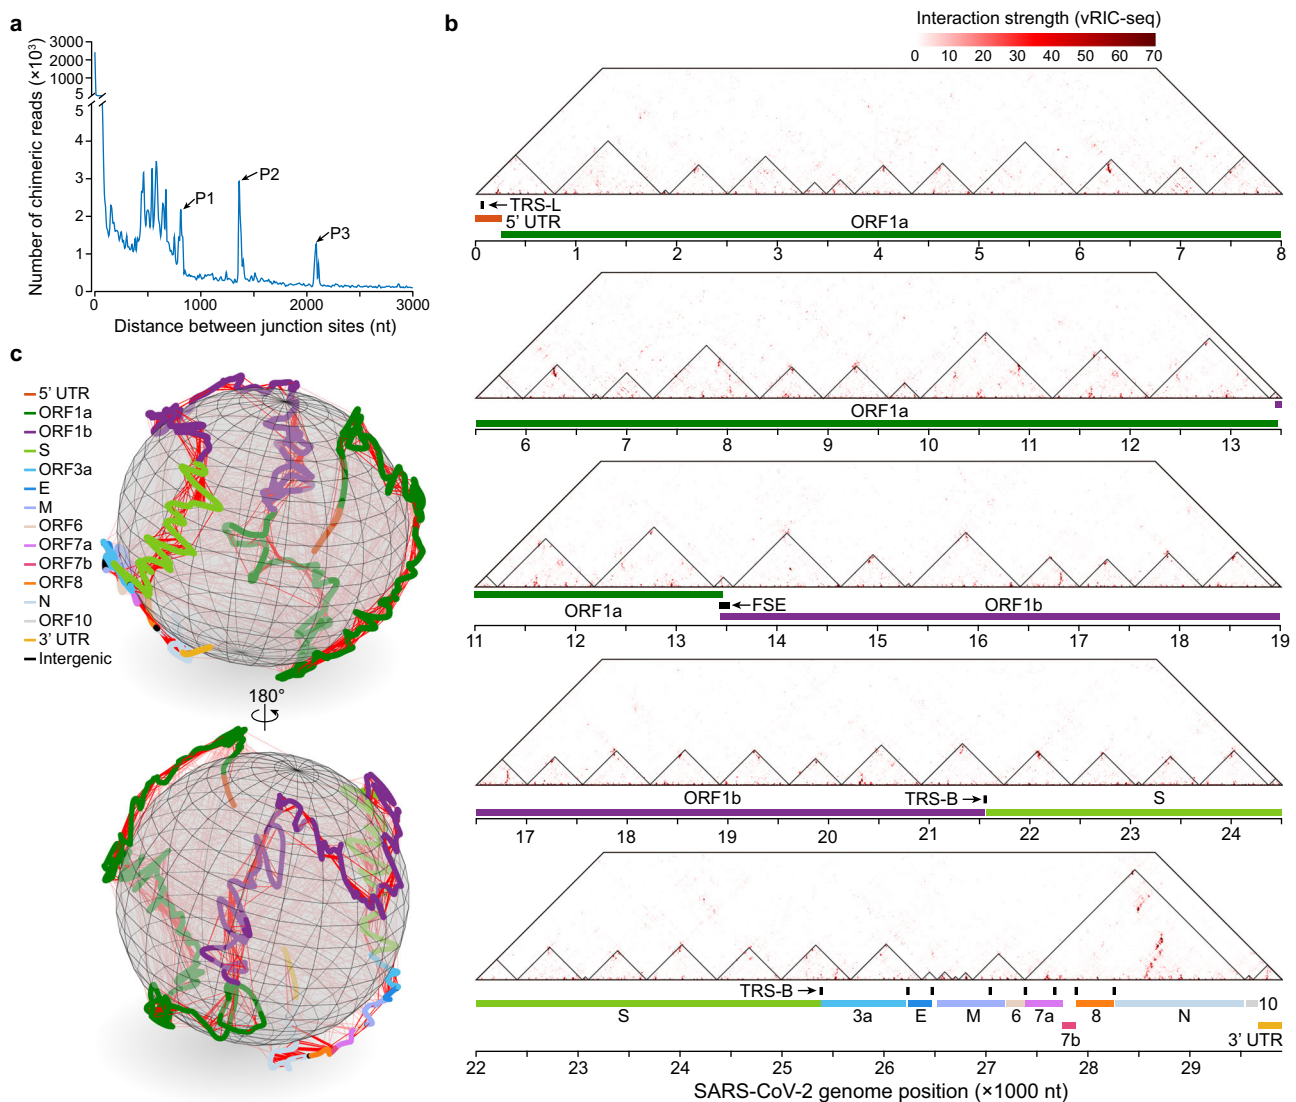 a
3000
2000
1000
5
5
4
3
2
1
0
Number of chimeric reads (×10³)
P1
P2
P3
0 1000 2000 3000
Distance between junction sites (nt)
b
Interaction strength (vRIC-seq)
0 10 20 30 40 50 60 70
TRS-L
5' UTR
ORF1a
0 1 2 3 4 5 6 7 8
ORF1a
6 7 8 9 10 11 12 13
ORF1a
FSE
ORF1b
11 12 13 14 15 16 17 18 19
ORF1b
TRS-B
S
17 18 19 20 21 22 23 24
TRS-B
S 3a E M 6 7a 8 N 10
7b 3' UTR
22 23 24 25 26 27 28 29
SARS-CoV-2 genome position (×1000 nt)
c
5' UTR
ORF1a
ORF1b
S
ORF3a
E
M
ORF6
ORF7a
ORF7b
ORF8
N
ORF10
3' UTR
Intergenic
180°